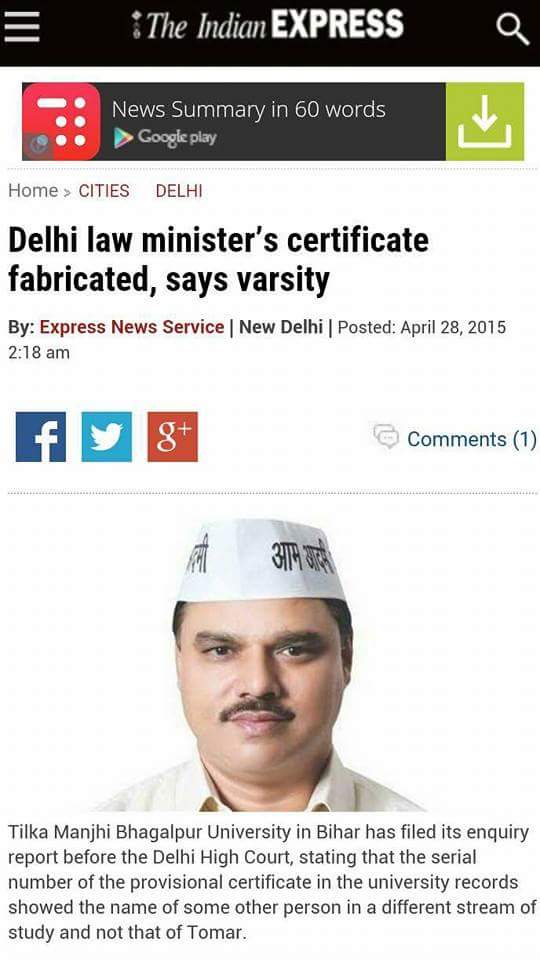 The Indian EXPRESS
News Summary in 60 words
Google play
Home > CITIES DELHI
Delhi law minister's certificate
fabricated, says varsity
By: Express News Service | New Delhi | Posted: April 28, 2015
2:18 am
f g+ Comments (1)
आम आदमी
Tilka Manjhi Bhagalpur University in Bihar has filed its enquiry
report before the Delhi High Court, stating that the serial
number of the provisional certificate in the university records
showed the name of some other person in a different stream of
study and not that of Tomar.